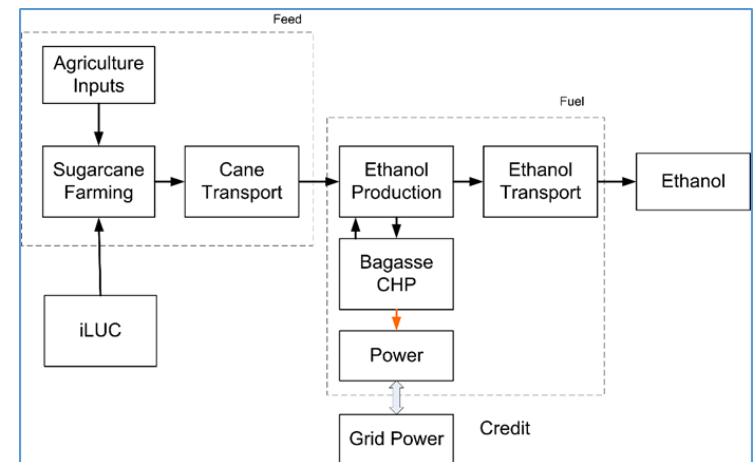 Feed
Agriculture
Inputs
Fuel
Sugarcane
Farming
Cane
Transport
Ethanol
Production
Ethanol
Transport
Ethanol
Bagasse
CHP
iLUC
Power
Grid Power
Credit